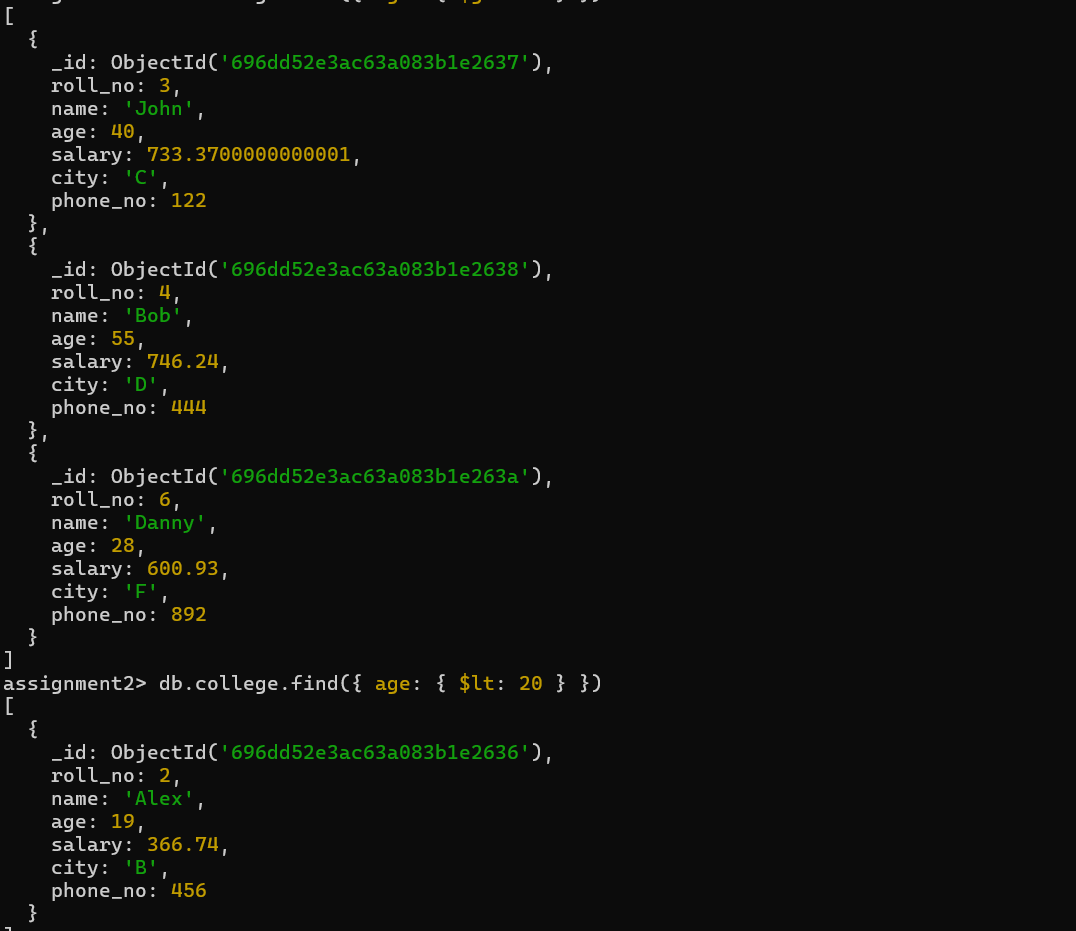 [
  {
    _id: ObjectId('696dd52e3ac63a083b1e2637'),
    roll_no: 3,
    name: 'John',
    age: 40,
    salary: 733.3700000000001,
    city: 'C',
    phone_no: 122
  },
  {
    _id: ObjectId('696dd52e3ac63a083b1e2638'),
    roll_no: 4,
    name: 'Bob',
    age: 55,
    salary: 746.24,
    city: 'D',
    phone_no: 444
  },
  {
    _id: ObjectId('696dd52e3ac63a083b1e263a'),
    roll_no: 6,
    name: 'Danny',
    age: 28,
    salary: 600.93,
    city: 'F',
    phone_no: 892
  }
]
assignment2> db.college.find({ age: { $lt: 20 } })
[
  {
    _id: ObjectId('696dd52e3ac63a083b1e2636'),
    roll_no: 2,
    name: 'Alex',
    age: 19,
    salary: 366.74,
    city: 'B',
    phone_no: 456
  }